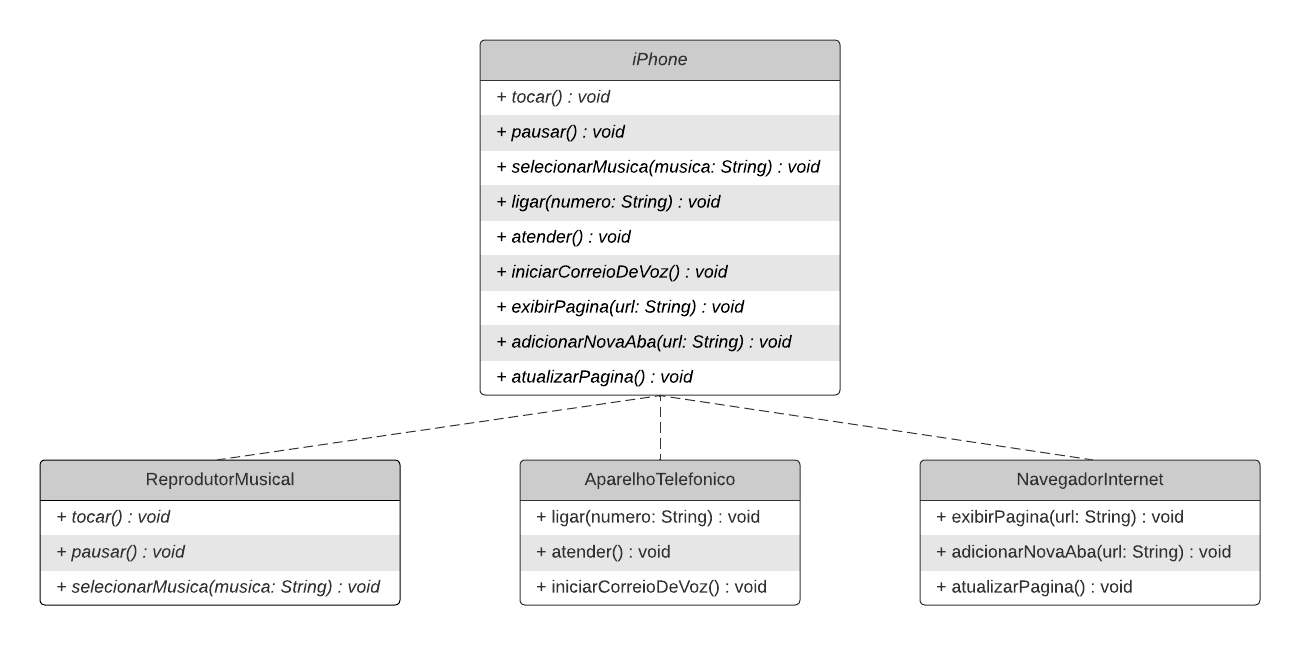 iPhone
+ tocar() : void
+ pausar() : void
+ selecionarMusica(musica: String) : void
+ ligar(numero: String) : void
+ atender() : void
+ iniciarCorreioDeVoz() : void
+ exibirPagina(url: String) : void
+ adicionarNovaAba(url: String) : void
+ atualizarPagina() : void
ReprodutorMusical
+ tocar() : void
+ pausar() : void
+ selecionarMusica(musica: String) : void
AparelhoTelefonico
+ ligar(numero: String) : void
+ atender() : void
+ iniciarCorreioDeVoz() : void
NavegadorInternet
+ exibirPagina(url: String) : void
+ adicionarNovaAba(url: String) : void
+ atualizarPagina() : void